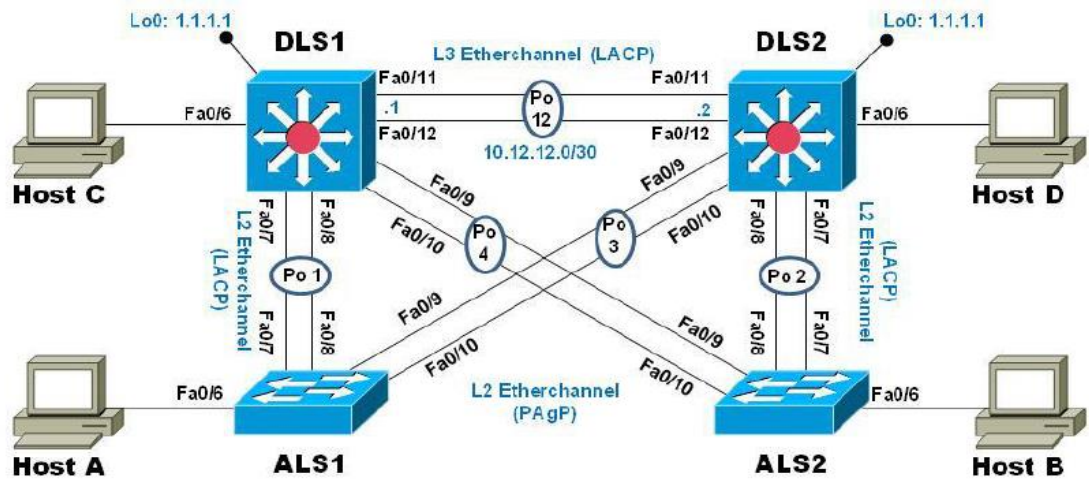 Lo0: 1.1.1.1
Lo0: 1.1.1.1
DLS1
DLS2
L3 Etherchannel (LACP)
Fa0/11
Fa0/11
Po
12
.1
.2
Fa0/6
Fa0/6
Fa0/12
Fa0/12
10.12.12.0/30
Host C
Host D
Fa0/9
Fa0/9
Fa0/10
Fa0/10
Fa0/7
Fa0/8
Fa0/8
Fa0/7
L2 Etherchannel
(LACP)
Po
4
Po
3
(LACP)
L2 Etherchannel
Po 1
Po 2
Fa0/7
Fa0/8
Fa0/9
Fa0/10
Fa0/9
Fa0/10
Fa0/8
Fa0/7
L2 Etherchannel
(PAgP)
Fa0/6
Fa0/6
Host A
ALS1
ALS2
Host B